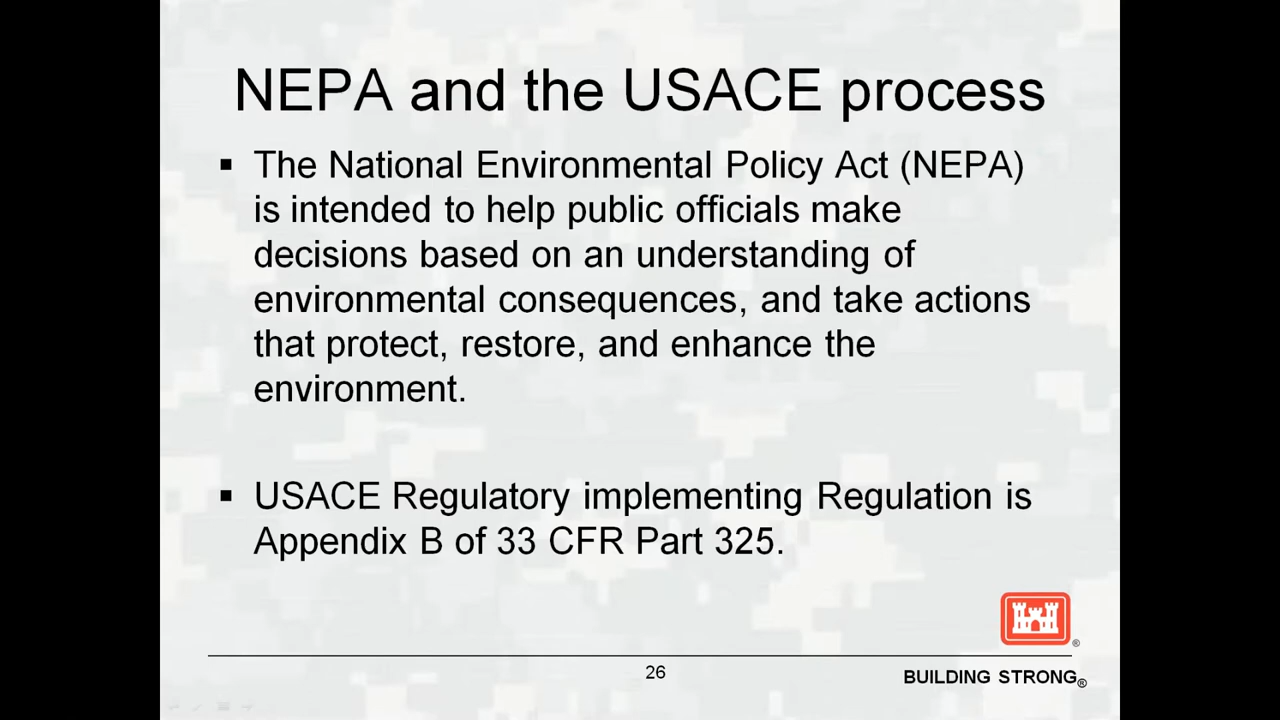 NEPA and the USACE process
▪ The National Environmental Policy Act (NEPA)
is intended to help public officials make
decisions based on an understanding of
environmental consequences, and take actions
that protect, restore, and enhance the
environment.
▪ USACE Regulatory implementing Regulation is
Appendix B of 33 CFR Part 325.
®
26
BUILDING STRONG®